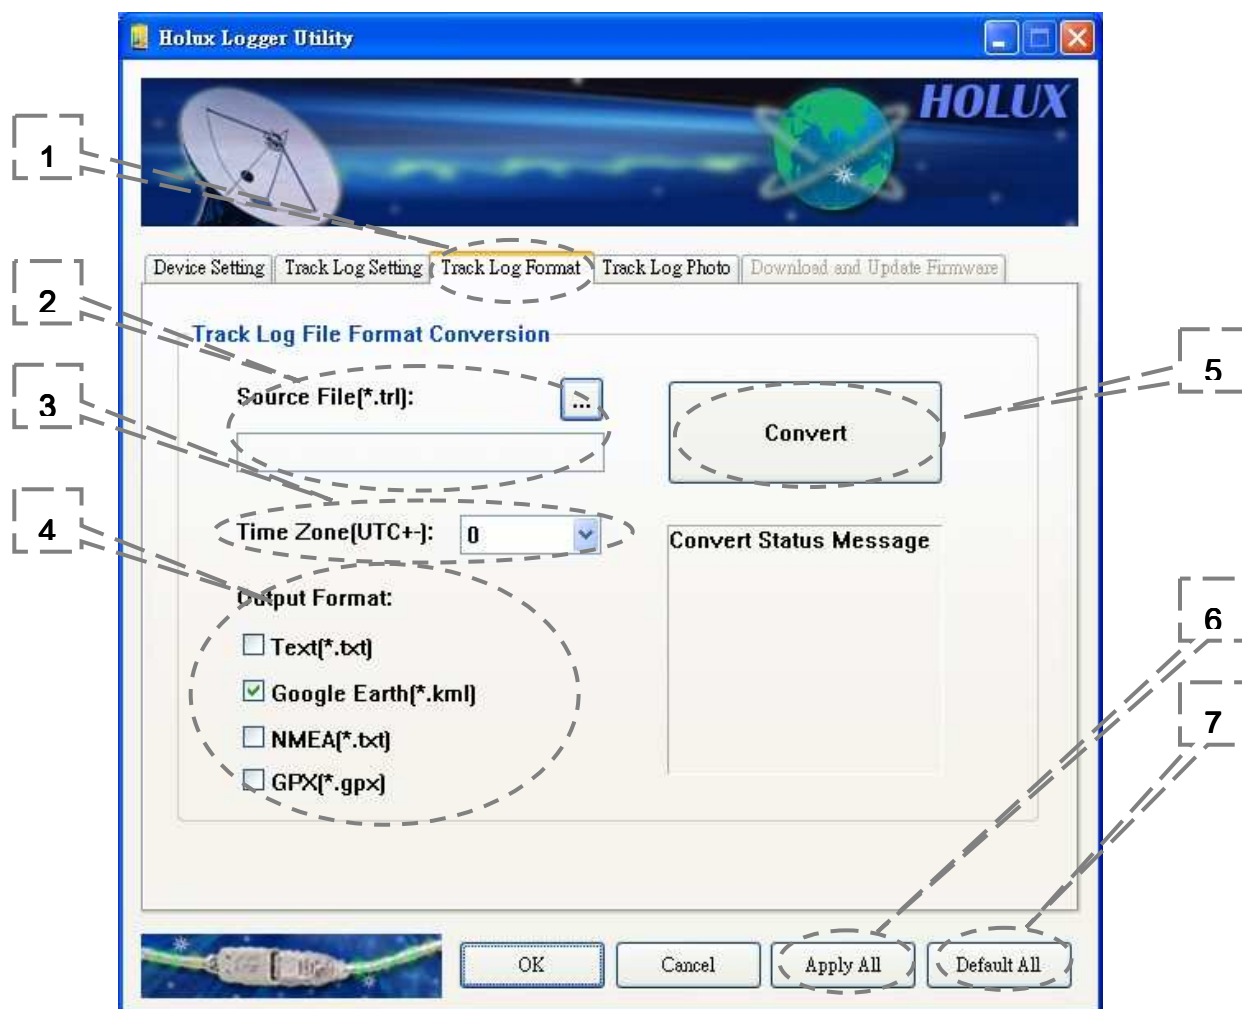 Holux Logger Utility
HOLUX
1
Device Setting Track Log Setting Track Log Format Track Log Photo Download and Update Firmware
2
Track Log File Format Conversion
3
Source File(*.trl): ...
Convert
5
4
Time Zone(UTC+-): 0
Convert Status Message
Output Format:
Text(*.txt)
6
Google Earth(*.kml)
7
NMEA(*.txt)
GPX(*.gpx)
OK Cancel Apply All Default All